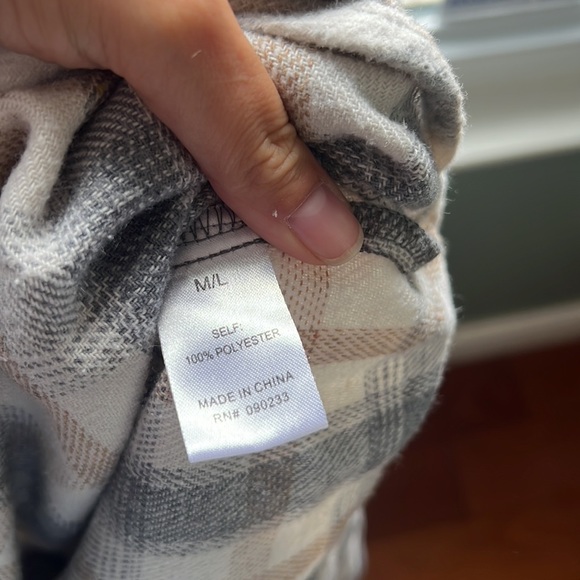 M/L
SELF:
100% POLYESTER
MADE IN CHINA
RN# 090233